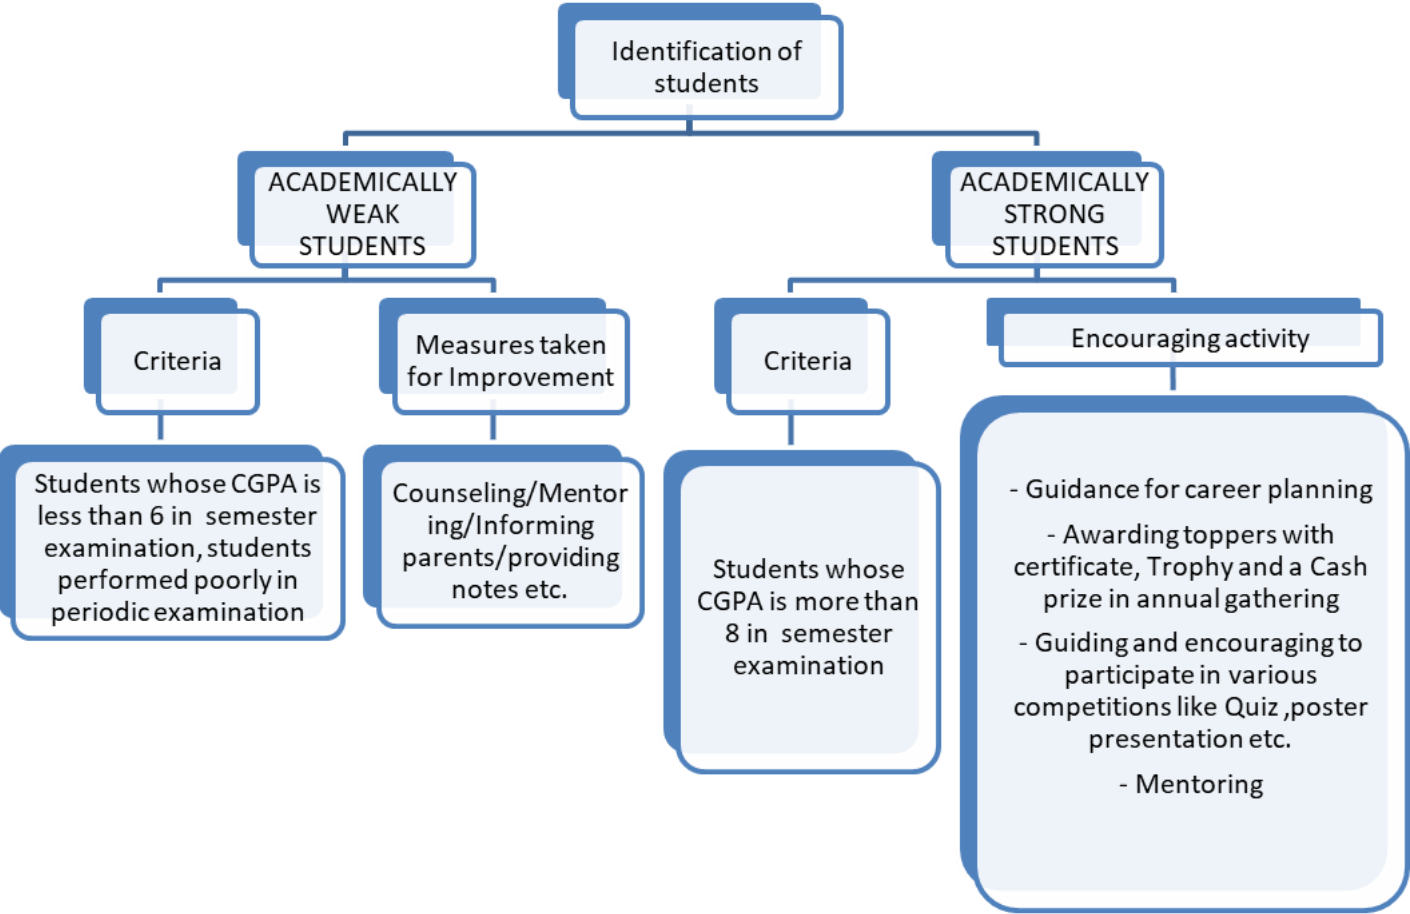 Identification of
students
ACADEMICALLY
WEAK
STUDENTS
ACADEMICALLY
STRONG
STUDENTS
Criteria
Measures taken
for Improvement
Criteria
Encouraging activity
Students whose CGPA is
less than 6 in  semester
examination, students
performed poorly in
periodic examination
Counseling/Mentor
ing/Informing
parents/providing
notes etc.
Students whose
CGPA is more than
8 in  semester
examination
- Guidance for career planning
- Awarding toppers with
certificate, Trophy and a Cash
prize in annual gathering
- Guiding and encouraging to
participate in various
competitions like Quiz ,poster
presentation etc.
- Mentoring